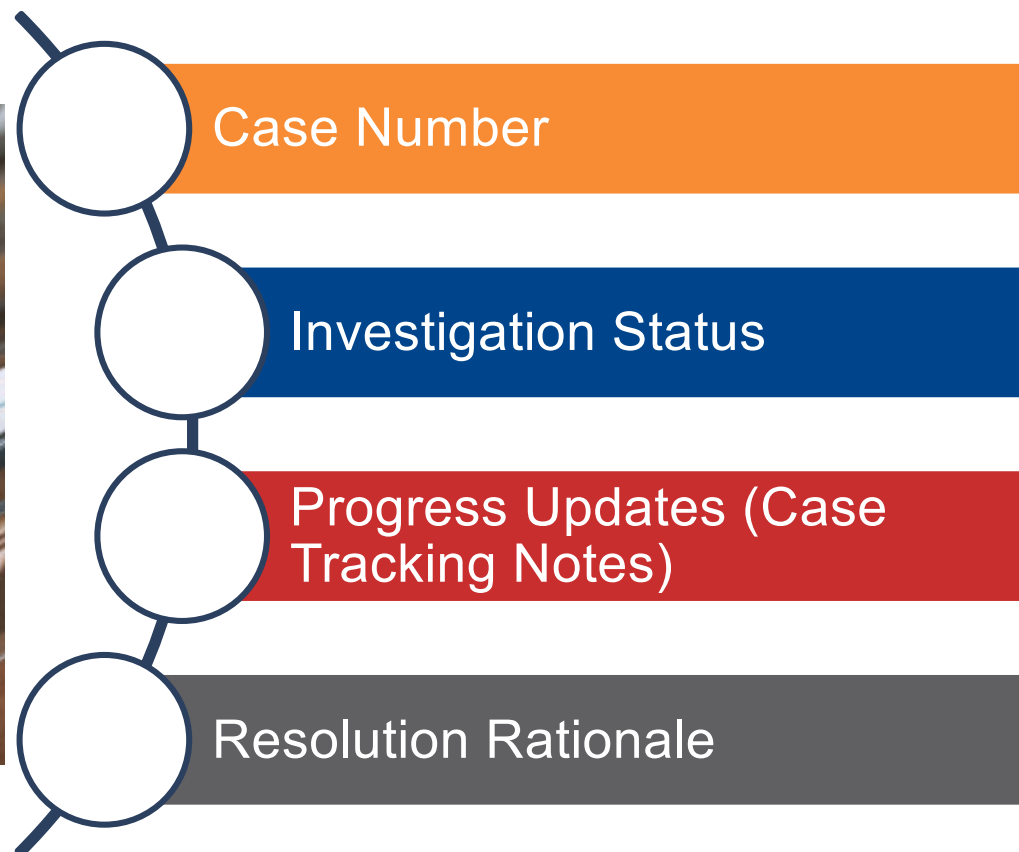 Case Number
Investigation Status
Progress Updates (Case
Tracking Notes)
Resolution Rationale